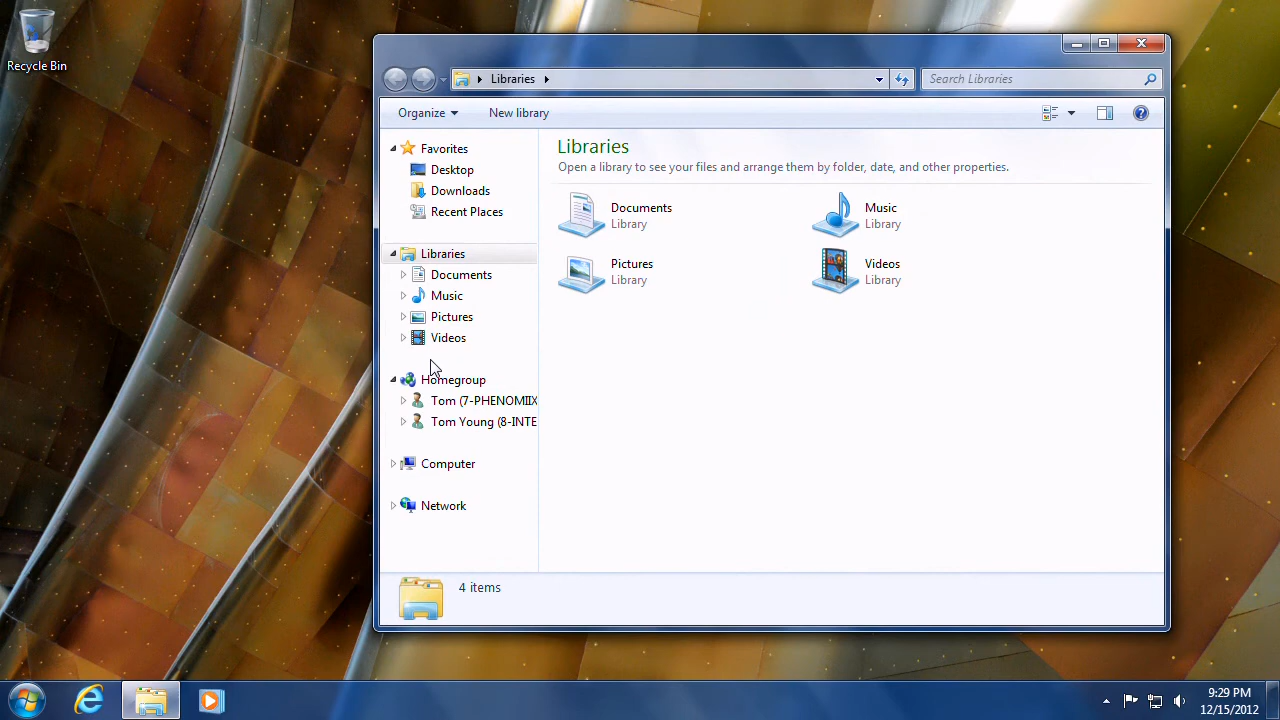 Recycle Bin
Libraries
Search Libraries
Organize
New library
Favorites
Desktop
Downloads
Recent Places
Libraries
Documents
Music
Pictures
Videos
Homegroup
Tom (7-PHENOMIIX
Tom Young (8-INTE
Computer
Network
Libraries
Open a library to see your files and arrange them by folder, date, and other properties.
Documents
Library
Music
Library
Pictures
Library
Videos
Library
4 items
9:29 PM
12/15/2012